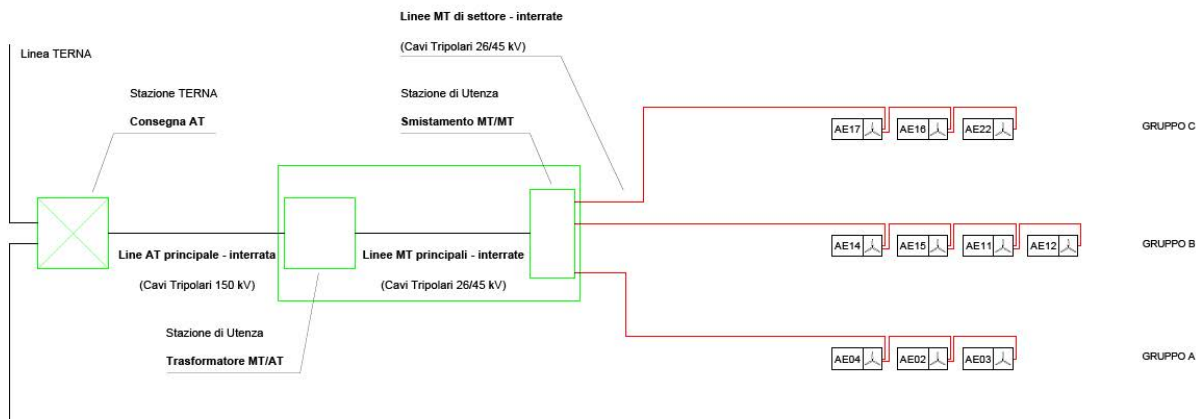 Linee MT di settore - interrate
(Cavi Tripolari 26/45 kV)
Linea TERNA
Stazione TERNA
Consegna AT
Stazione di Utenza
Smistamento MT/MT
AE17
AE16
AE22
GRUPPO C
Line AT principale - interrata
(Cavi Tripolari 150 kV)
Linee MT principali - interrate
(Cavi Tripolari 26/45 kV)
AE14
AE15
AE11
AE12
GRUPPO B
Stazione di Utenza
Trasformatore MT/AT
AE04
AE02
AE03
GRUPPO A